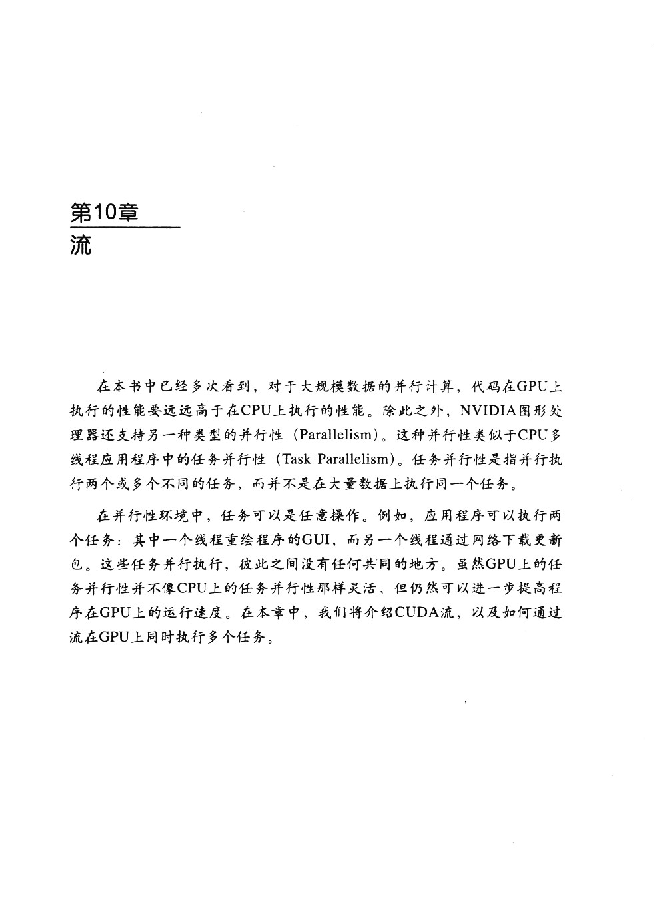 第10章
流
在本书中已经多次看到，对于大规模数据的并行计算，代码在GPU上
执行的性能要远远高于在CPU上执行的性能。除此之外，NVIDIA图形处
理器还支持另一种类型的并行性（Parallelism）。这种并行性类似于CPU多
线程应用程序中的任务并行性（Task Parallelism）。任务并行性是指并行执
行两个或多个不同的任务，而并不是在大量数据上执行同一个任务。
在并行性环境中，任务可以是任意操作。例如，应用程序可以执行两
个任务：其中一个线程重绘程序的GUI，而另一个线程通过网络下载更新
包。这些任务并行执行，彼此之间没有任何共同的地方。虽然GPU上的任
务并行性并不像CPU上的任务并行性那样灵活，但仍然可以进一步提高程
序在GPU上的运行速度。在本章中，我们将介绍CUDA流，以及如何通过
流在GPU上同时执行多个任务。